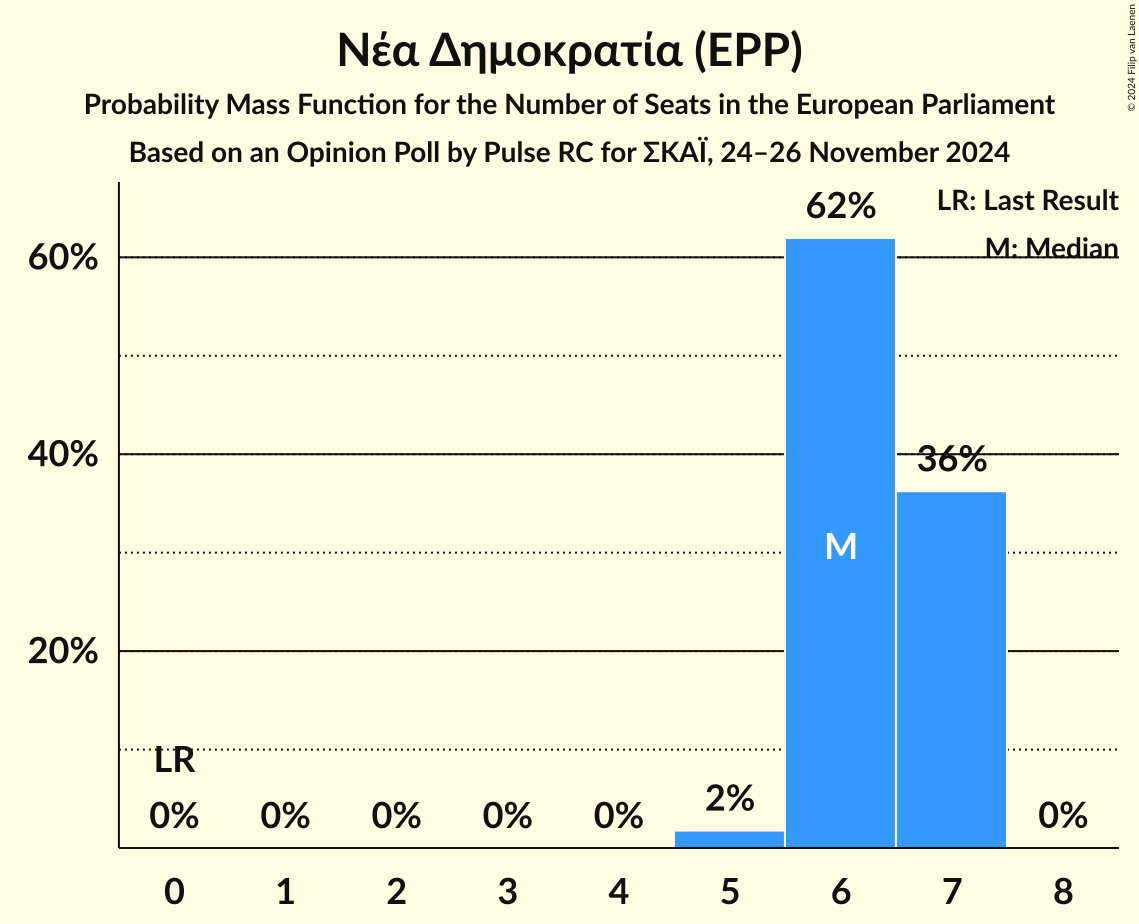 Νέα Δημοκρατία (EPP)
Probability Mass Function for the Number of Seats in the European Parliament
Based on an Opinion Poll by Pulse RC for ΣΚΑΪ, 24–26 November 2024
© 2024 Filip van Laenen
LR: Last Result
M: Median
60%
40%
20%
62%
36%
M
LR
0%
0%
0%
0%
0%
2%
0%
0
1
2
3
4
5
6
7
8